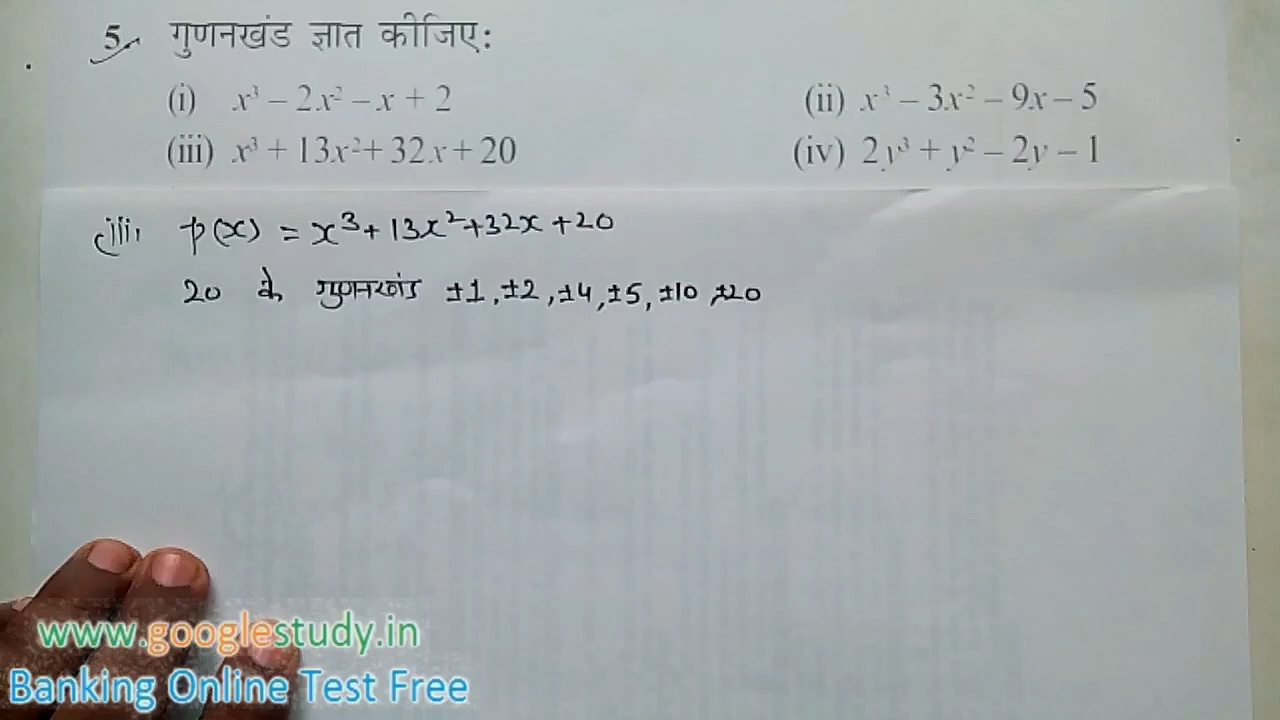 5. गुणनखंड ज्ञात कीजिए:
(i) x³ – 2x² – x + 2 (ii) x³ – 3x² – 9x – 5
(iii) x³ + 13x² + 32x + 20 (iv) 2y³ + y² – 2y – 1
(iii) p(x) = x³ + 13x² + 32x + 20
20 के गुणनखंड ±1, ±2, ±4, ±5, ±10, ±20
www.googlestudy.in
Banking Online Test Free